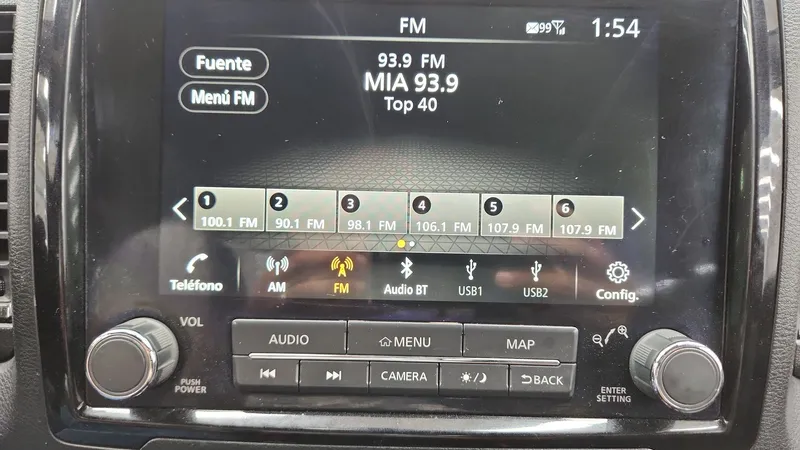 FM
99
1:54
Fuente
93.9 FM
MIA 93.9
Menú FM
Top 40
1 2 3 4 5 6
100.1 FM 90.1 FM 98.1 FM 106.1 FM 107.9 FM 107.9 FM
Teléfono AM FM Audio BT USB1 USB2 Config.
VOL
AUDIO MENU MAP
PUSH
POWER
CAMERA BACK
ENTER
SETTING